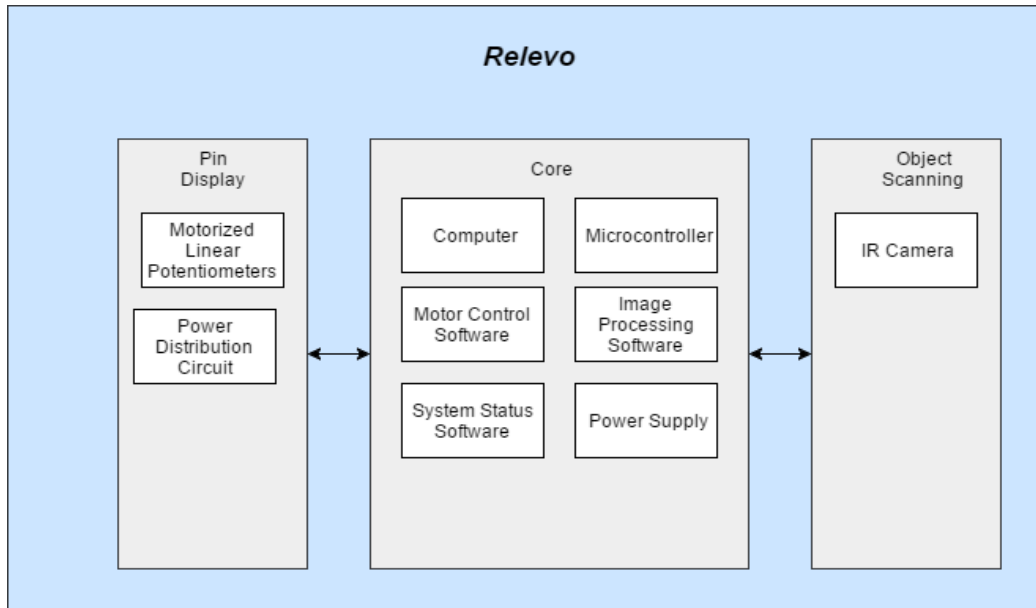 Relevo
Pin
Display
Motorized
Linear
Potentiometers
Power
Distribution
Circuit
Core
Computer
Microcontroller
Motor Control
Software
Image
Processing
Software
System Status
Software
Power Supply
Object
Scanning
IR Camera